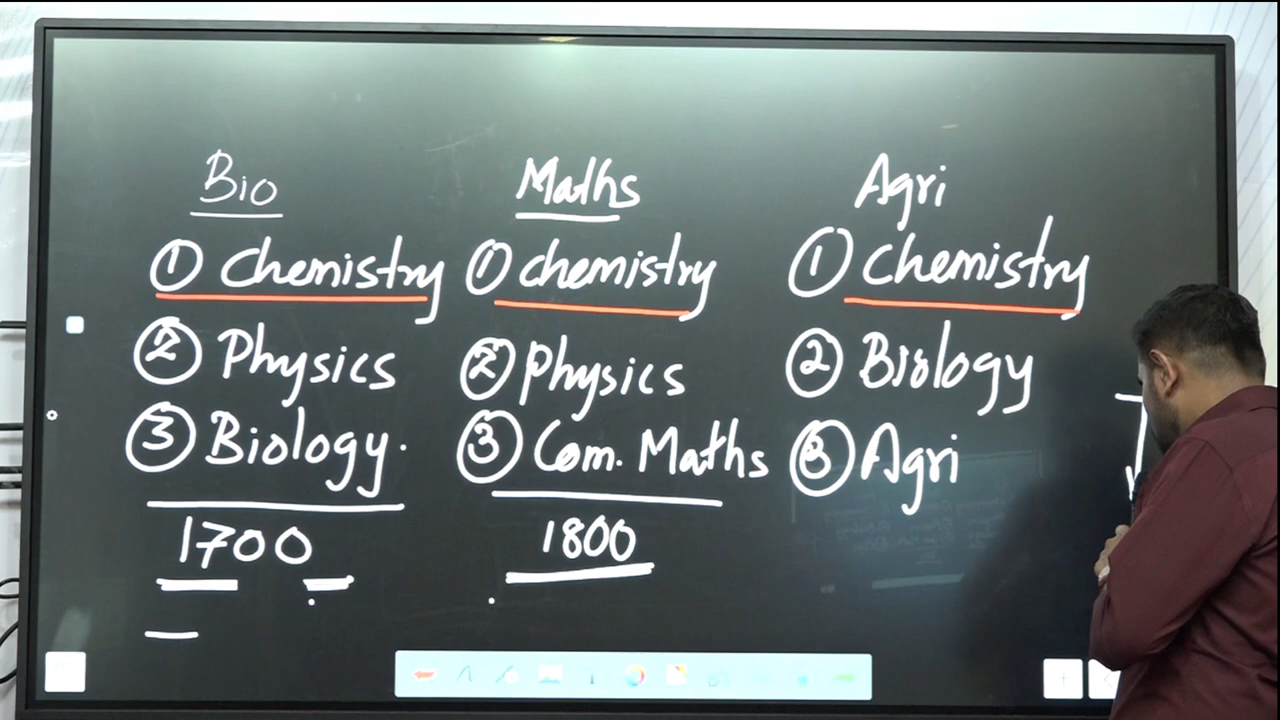 Bio
① Chemistry
② Physics
③ Biology.
1700
Maths
① chemistry
② Physics
③ Com. Maths
1800
Agri
① Chemistry
② Biology
③ Agri